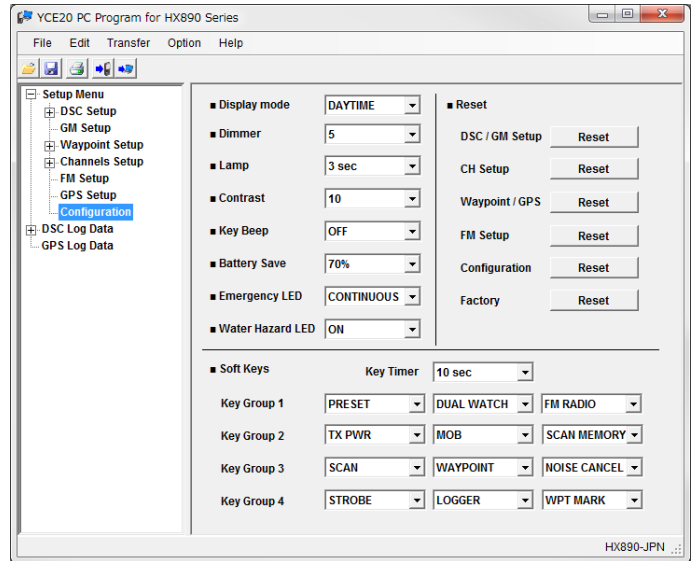 YCE20 PC Program for HX890 Series
File Edit Transfer Option Help
Setup Menu
DSC Setup
GM Setup
Waypoint Setup
Channels Setup
FM Setup
GPS Setup
Configuration
DSC Log Data
GPS Log Data
■ Display mode DAYTIME
■ Dimmer 5
■ Lamp 3 sec
■ Contrast 10
■ Key Beep OFF
■ Battery Save 70%
■ Emergency LED CONTINUOUS
■ Water Hazard LED ON
■ Reset
DSC / GM Setup Reset
CH Setup Reset
Waypoint / GPS Reset
FM Setup Reset
Configuration Reset
Factory Reset
■ Soft Keys Key Timer 10 sec
Key Group 1 PRESET DUAL WATCH FM RADIO
Key Group 2 TX PWR MOB SCAN MEMORY
Key Group 3 SCAN WAYPOINT NOISE CANCEL
Key Group 4 STROBE LOGGER WPT MARK
HX890-JPN